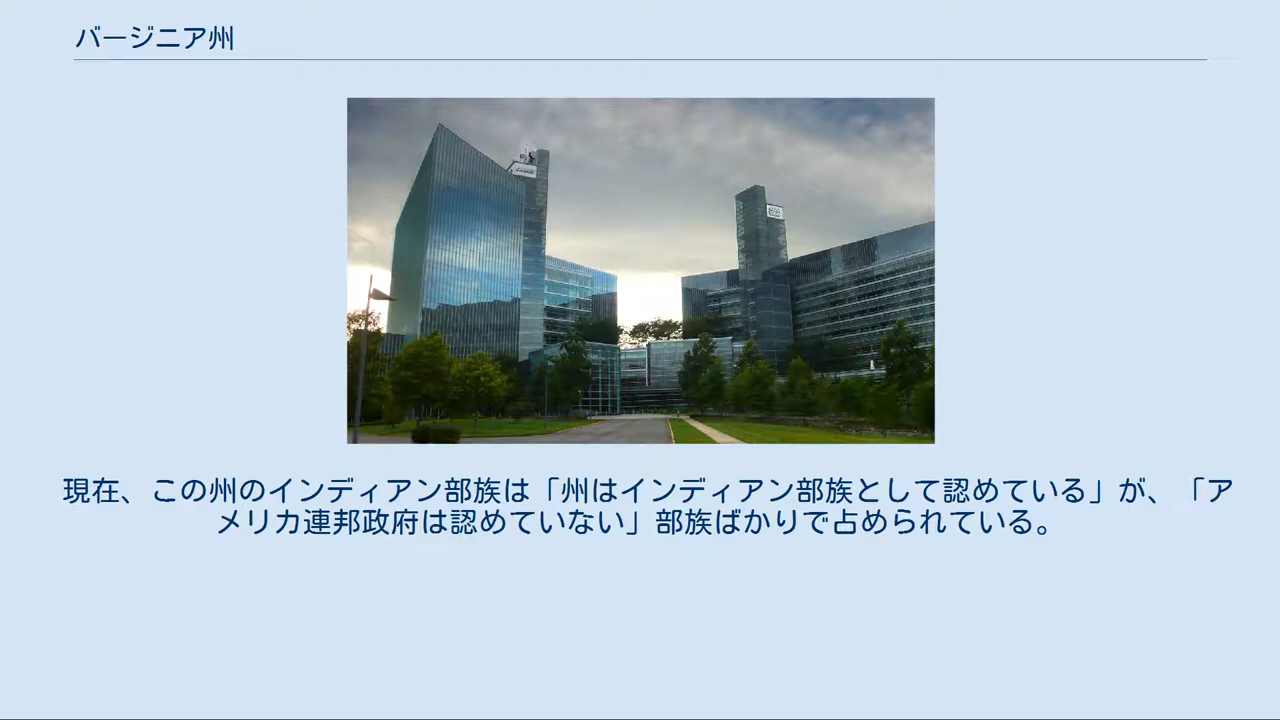 バージニア州
現在、この州のインディアン部族は「州はインディアン部族として認めている」が、「ア
メリカ連邦政府は認めていない」部族ばかりで占められている。